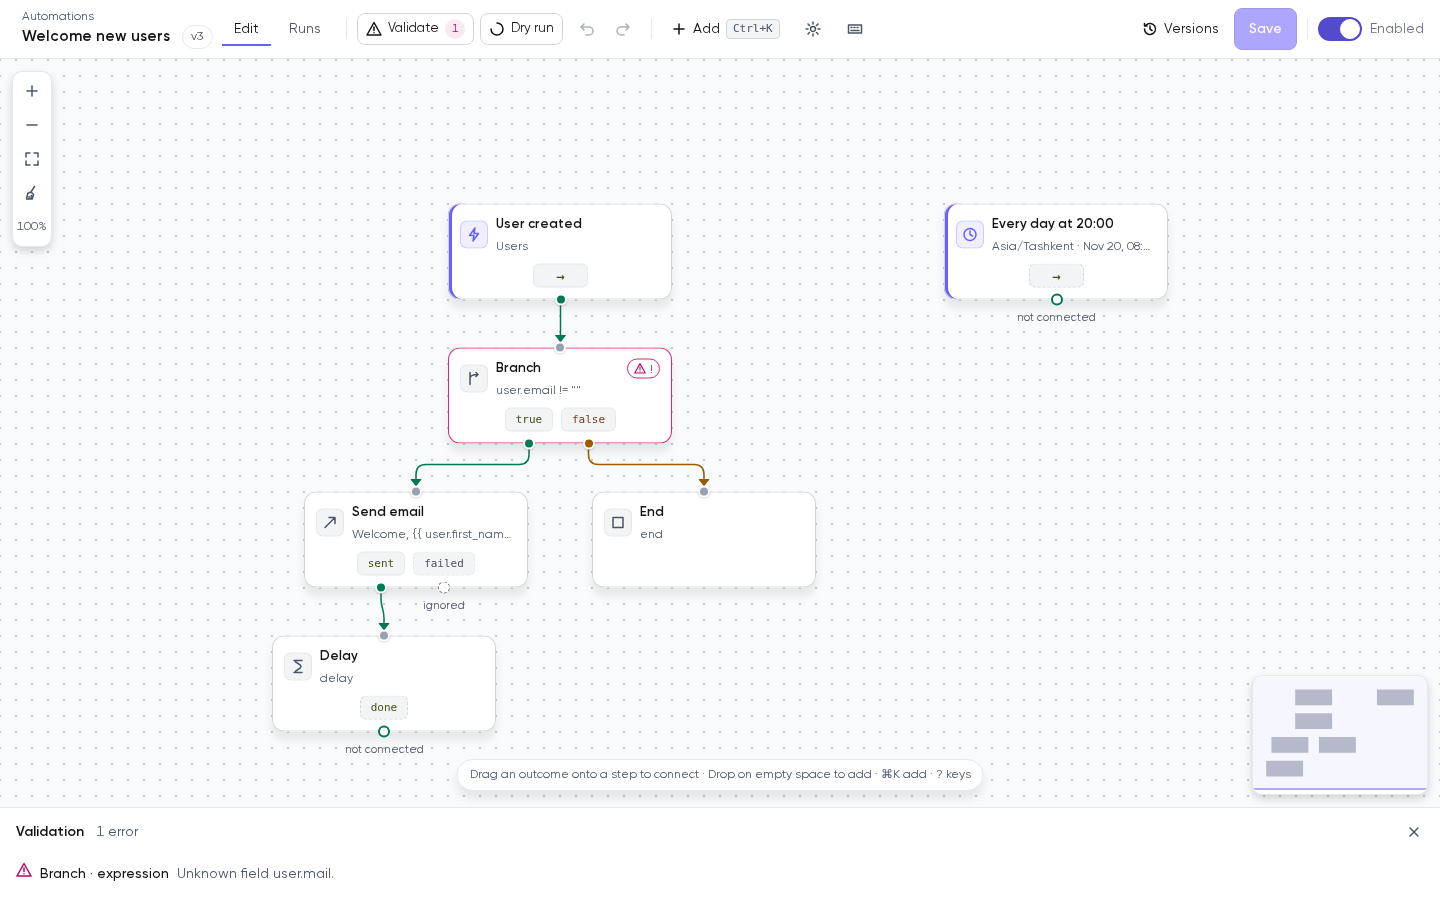 Automations
Welcome new users
v3
Edit
Runs
Validate 1
Dry run
Add Ctrl+K
Versions
Save
Enabled
100%
User created
Users
→
Every day at 20:00
Asia/Tashkent · Nov 20, 08:...
→
not connected
Branch
!
user.email != ""
true
false
Send email
Welcome, {{ user.first_nam...
sent
failed
ignored
End
end
Delay
delay
done
not connected
Drag an outcome onto a step to connect · Drop on empty space to add · ⌘K add · ? keys
Validation 1 error
Branch · expression Unknown field user.mail.